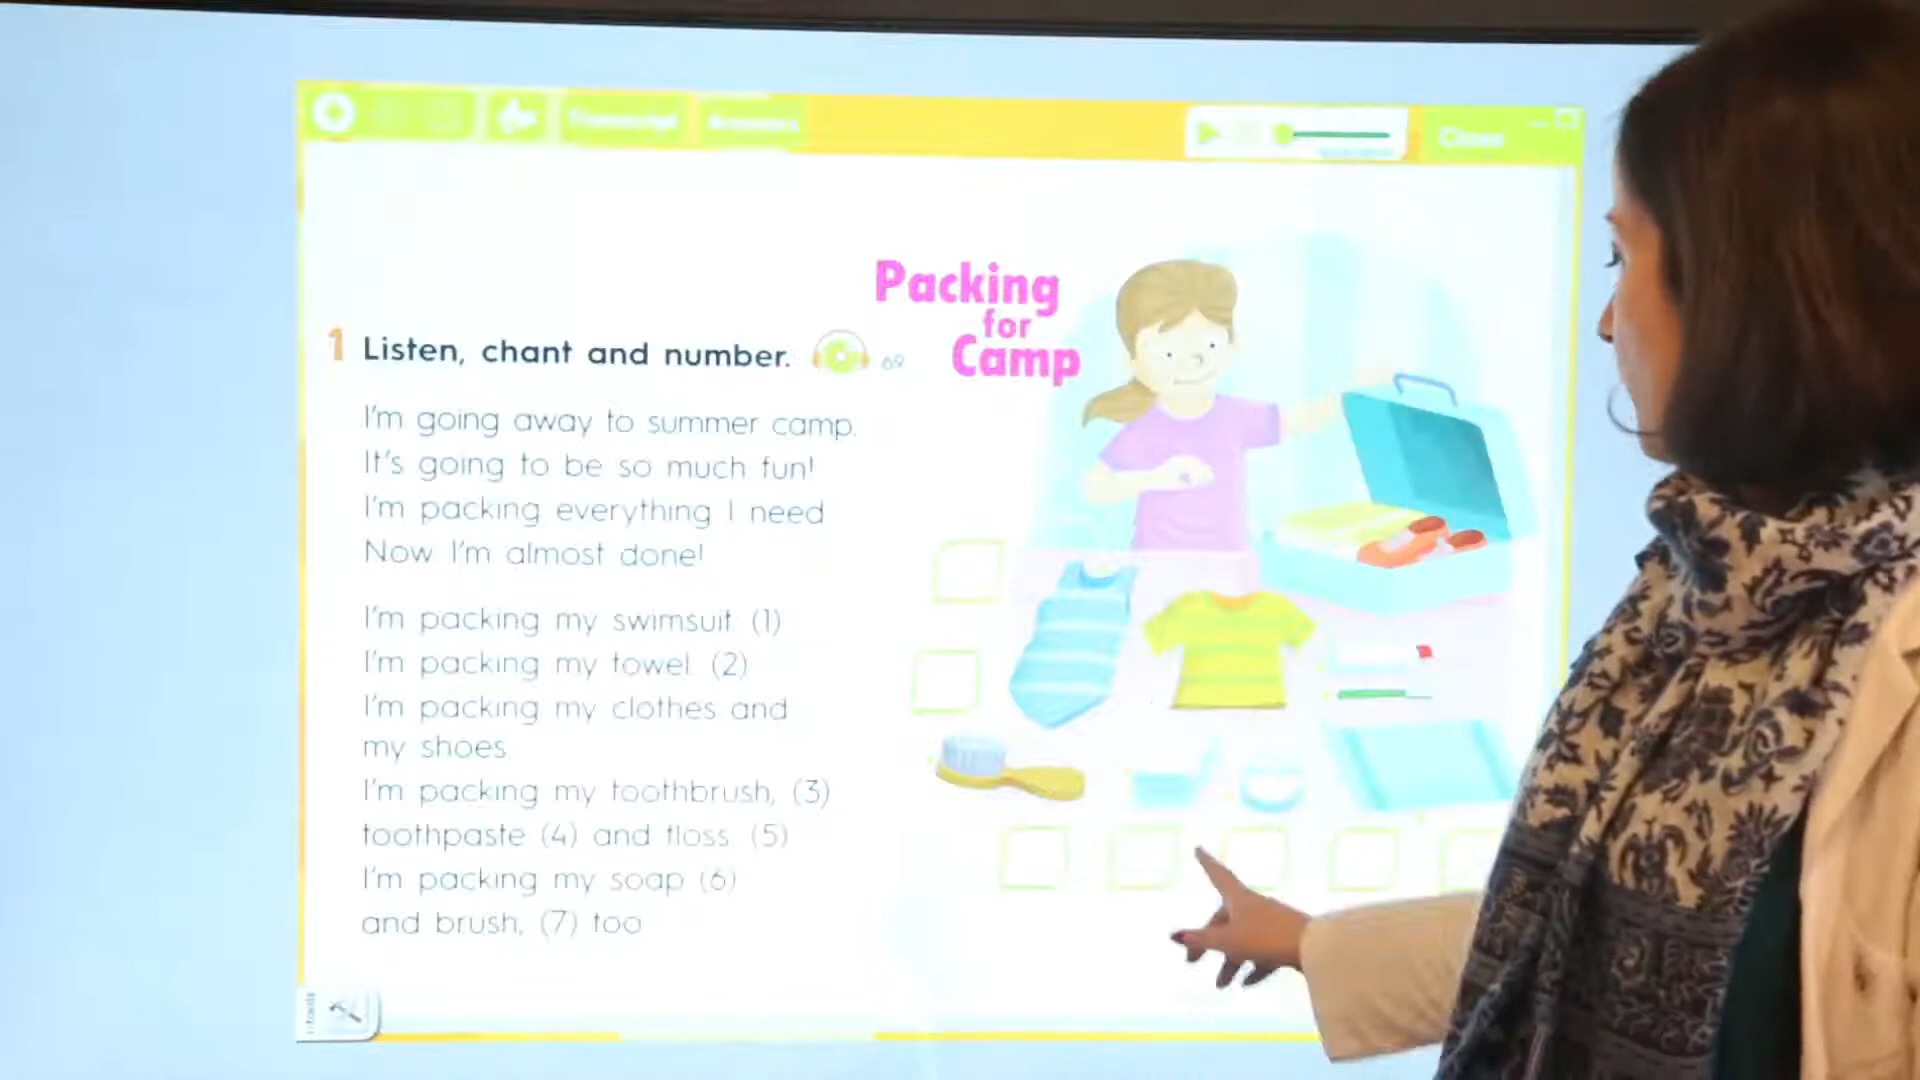 Transcript
Answers
Close
Packing
for
Camp
1 Listen, chant and number.
69
I'm going away to summer camp.
It's going to be so much fun!
I'm packing everything I need
Now I'm almost done!
I'm packing my swimsuit (1)
I'm packing my towel (2)
I'm packing my clothes and
my shoes
I'm packing my toothbrush, (3)
toothpaste (4) and floss (5)
I'm packing my soap (6)
and brush, (7) too